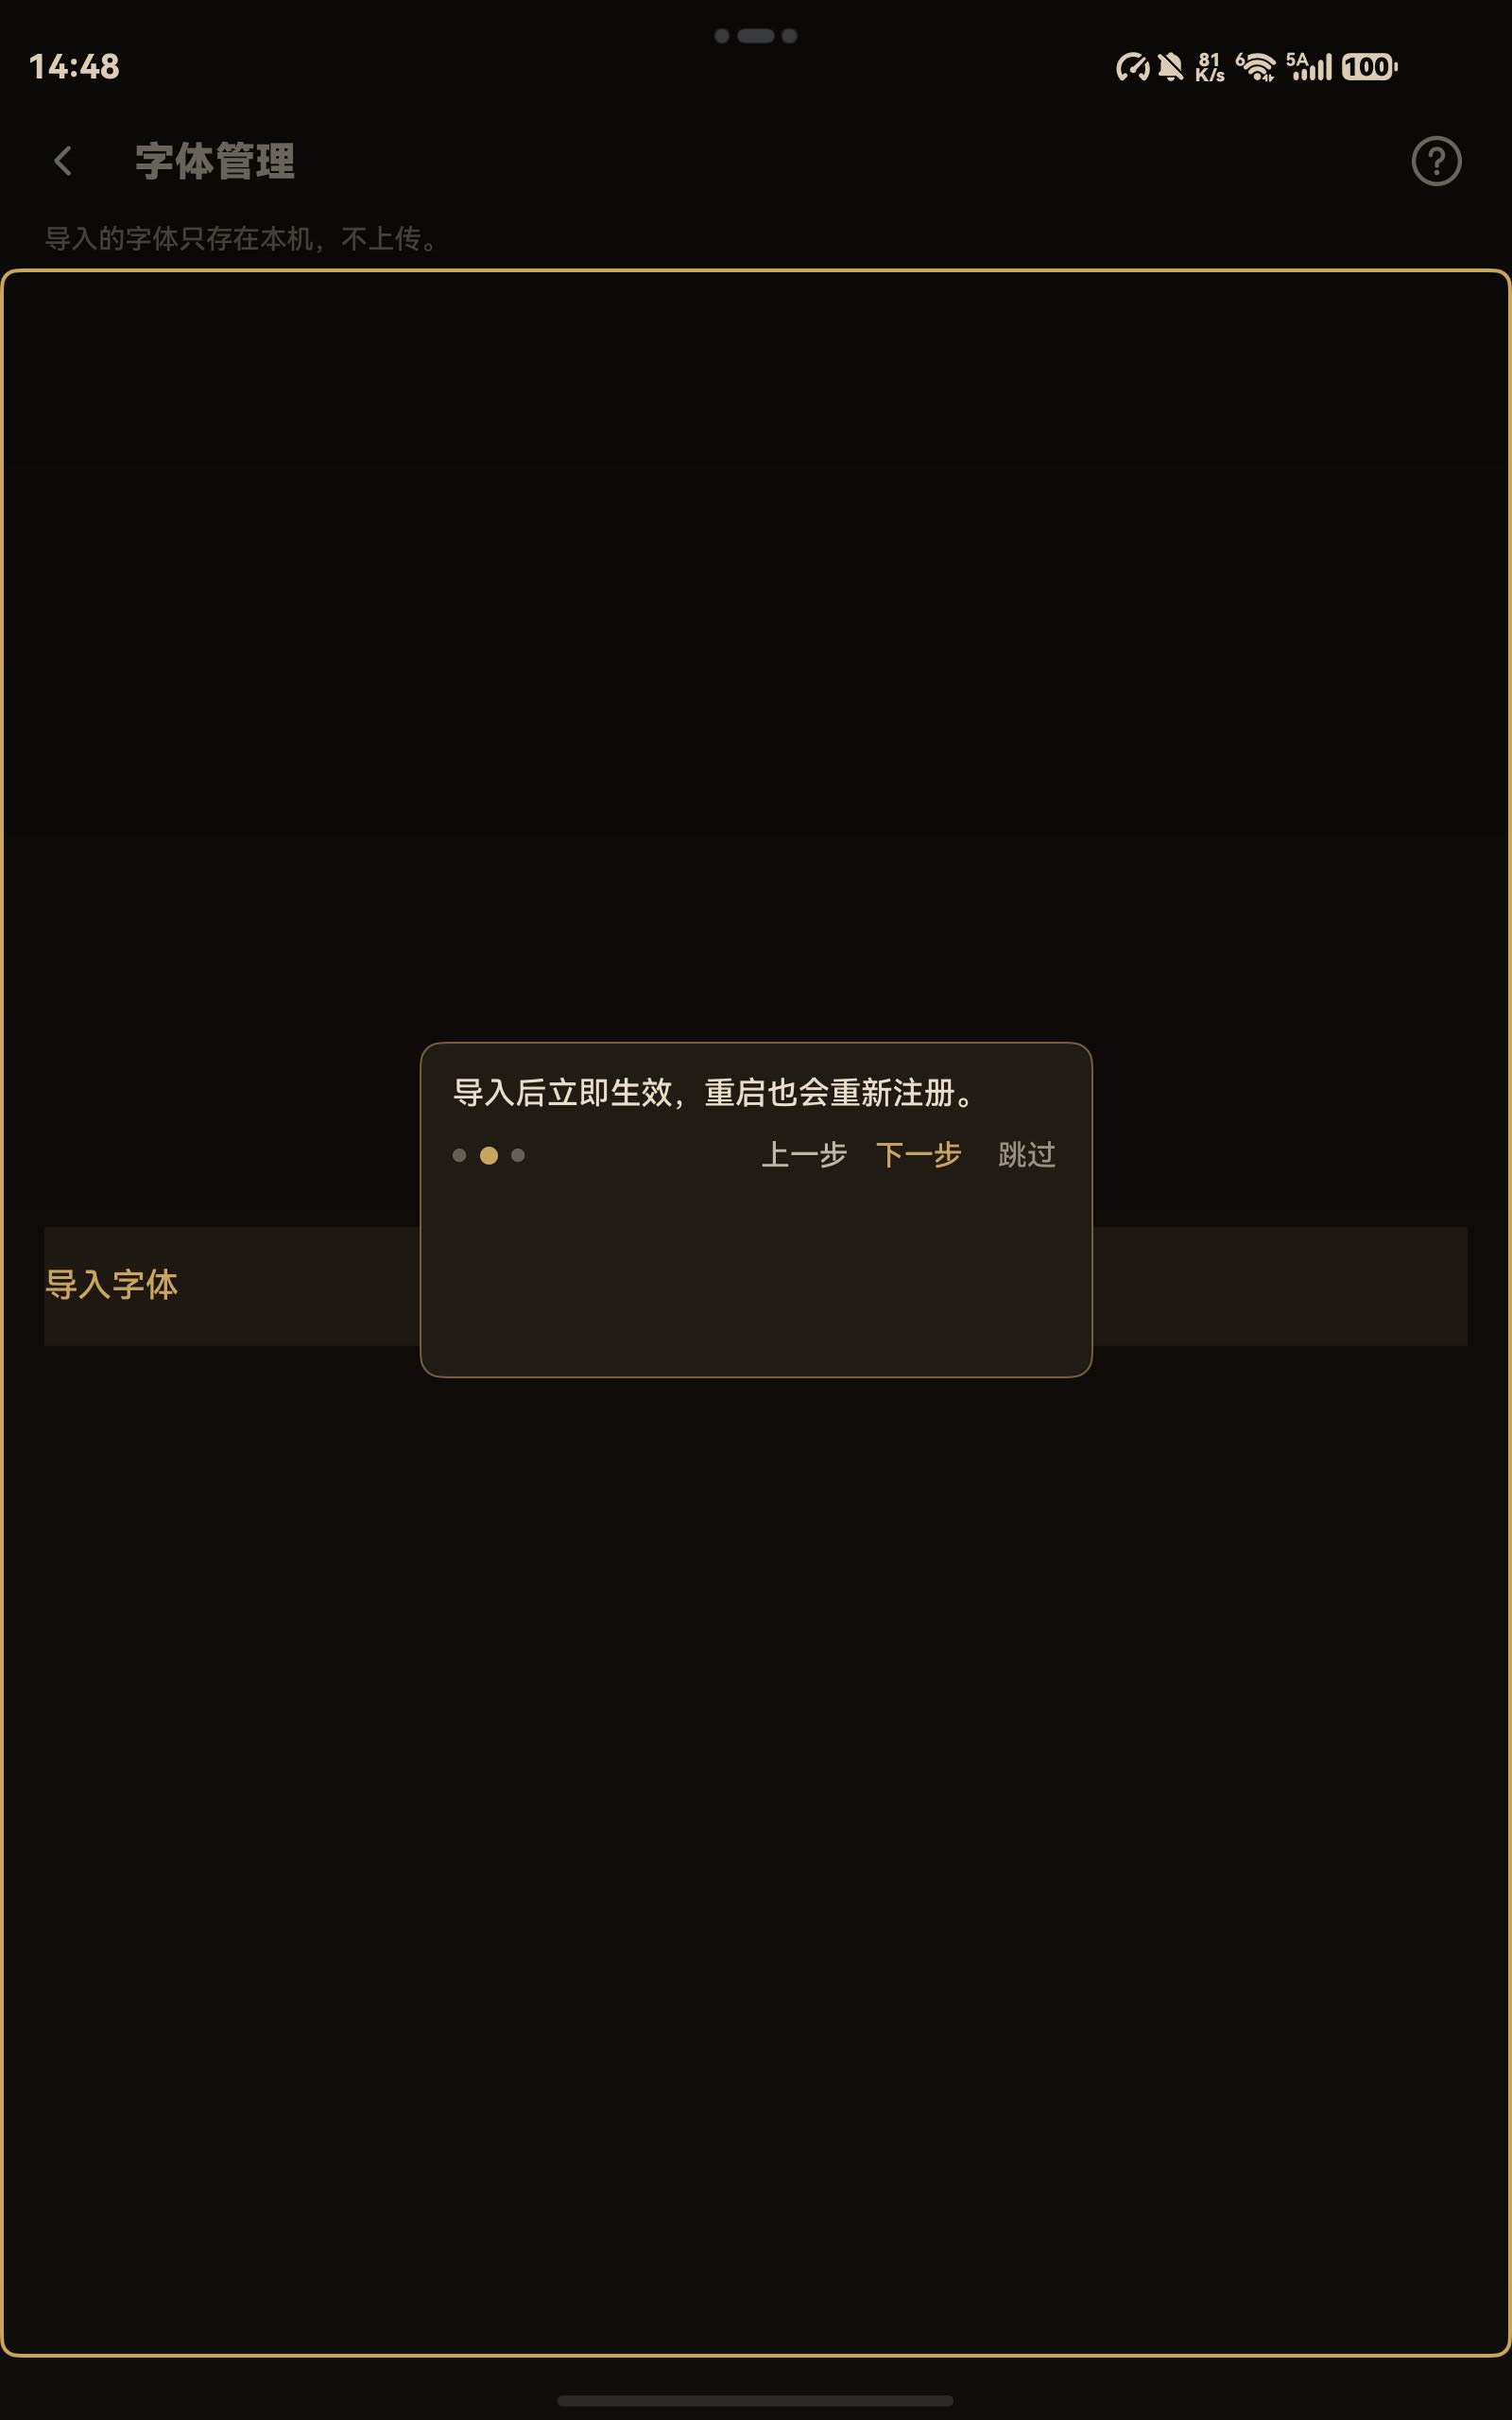 14:48
81 K/s 6 5A 100
字体管理
导入的字体只存在本机，不上传。
导入后立即生效，重启也会重新注册。
上一步 下一步 跳过
导入字体